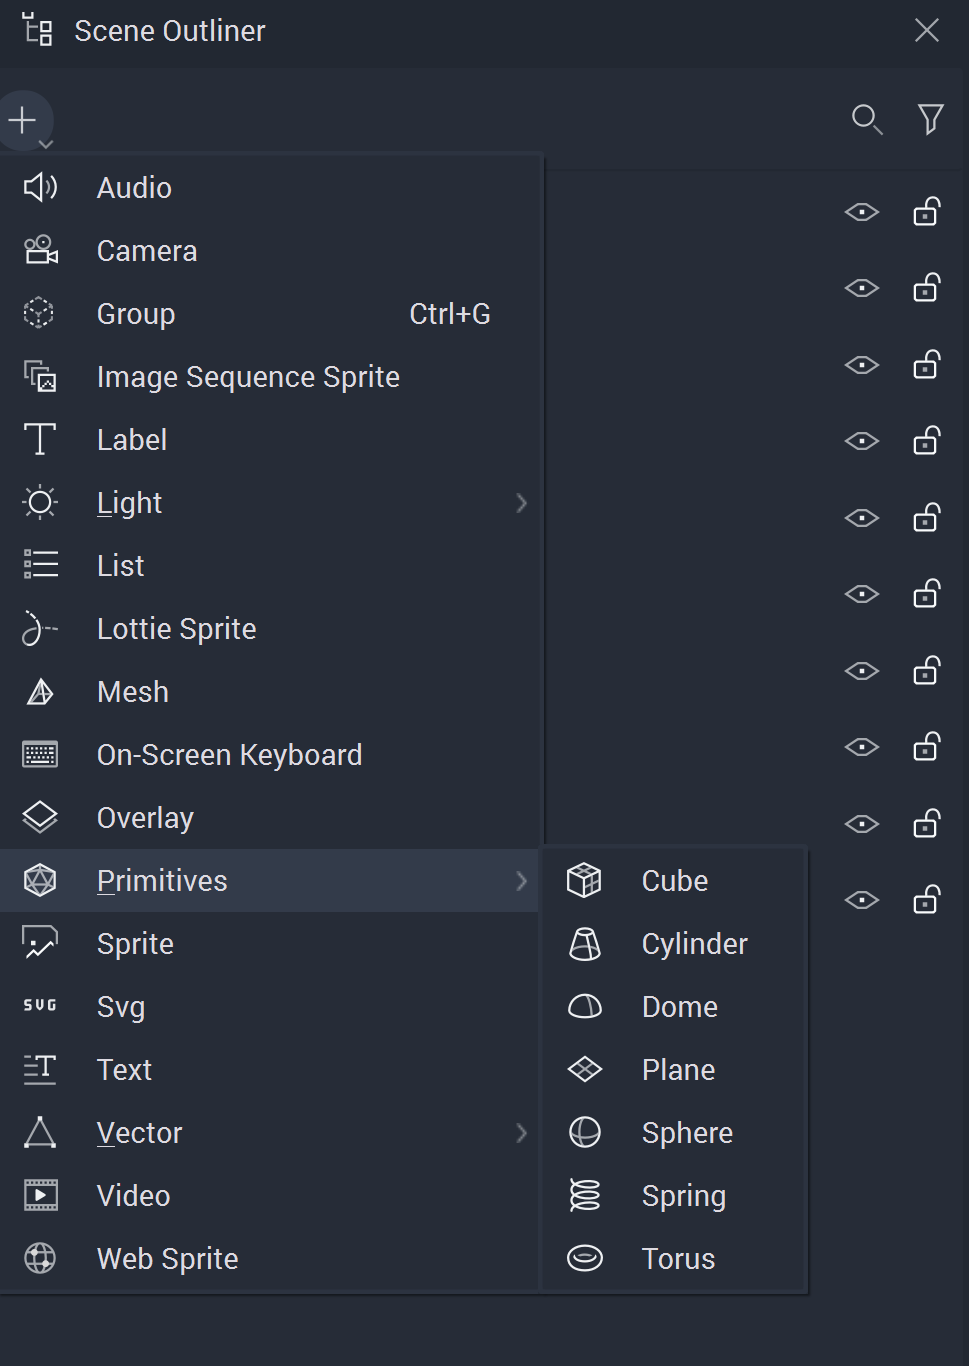 Scene Outliner
Audio
Camera
Group Ctrl+G
Image Sequence Sprite
Label
Light
List
Lottie Sprite
Mesh
On-Screen Keyboard
Overlay
Primitives
Sprite
SVG Svg
Text
Vector
Video
Web Sprite
Cube
Cylinder
Dome
Plane
Sphere
Spring
Torus